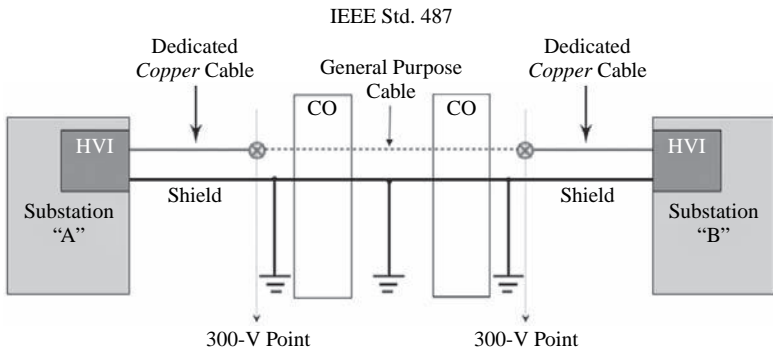 IEEE Std. 487
Dedicated
Copper Cable
General Purpose
Cable
Dedicated
Copper Cable
CO
CO
HVI
HVI
Shield
Shield
Substation
“A”
Substation
“B”
300-V Point
300-V Point